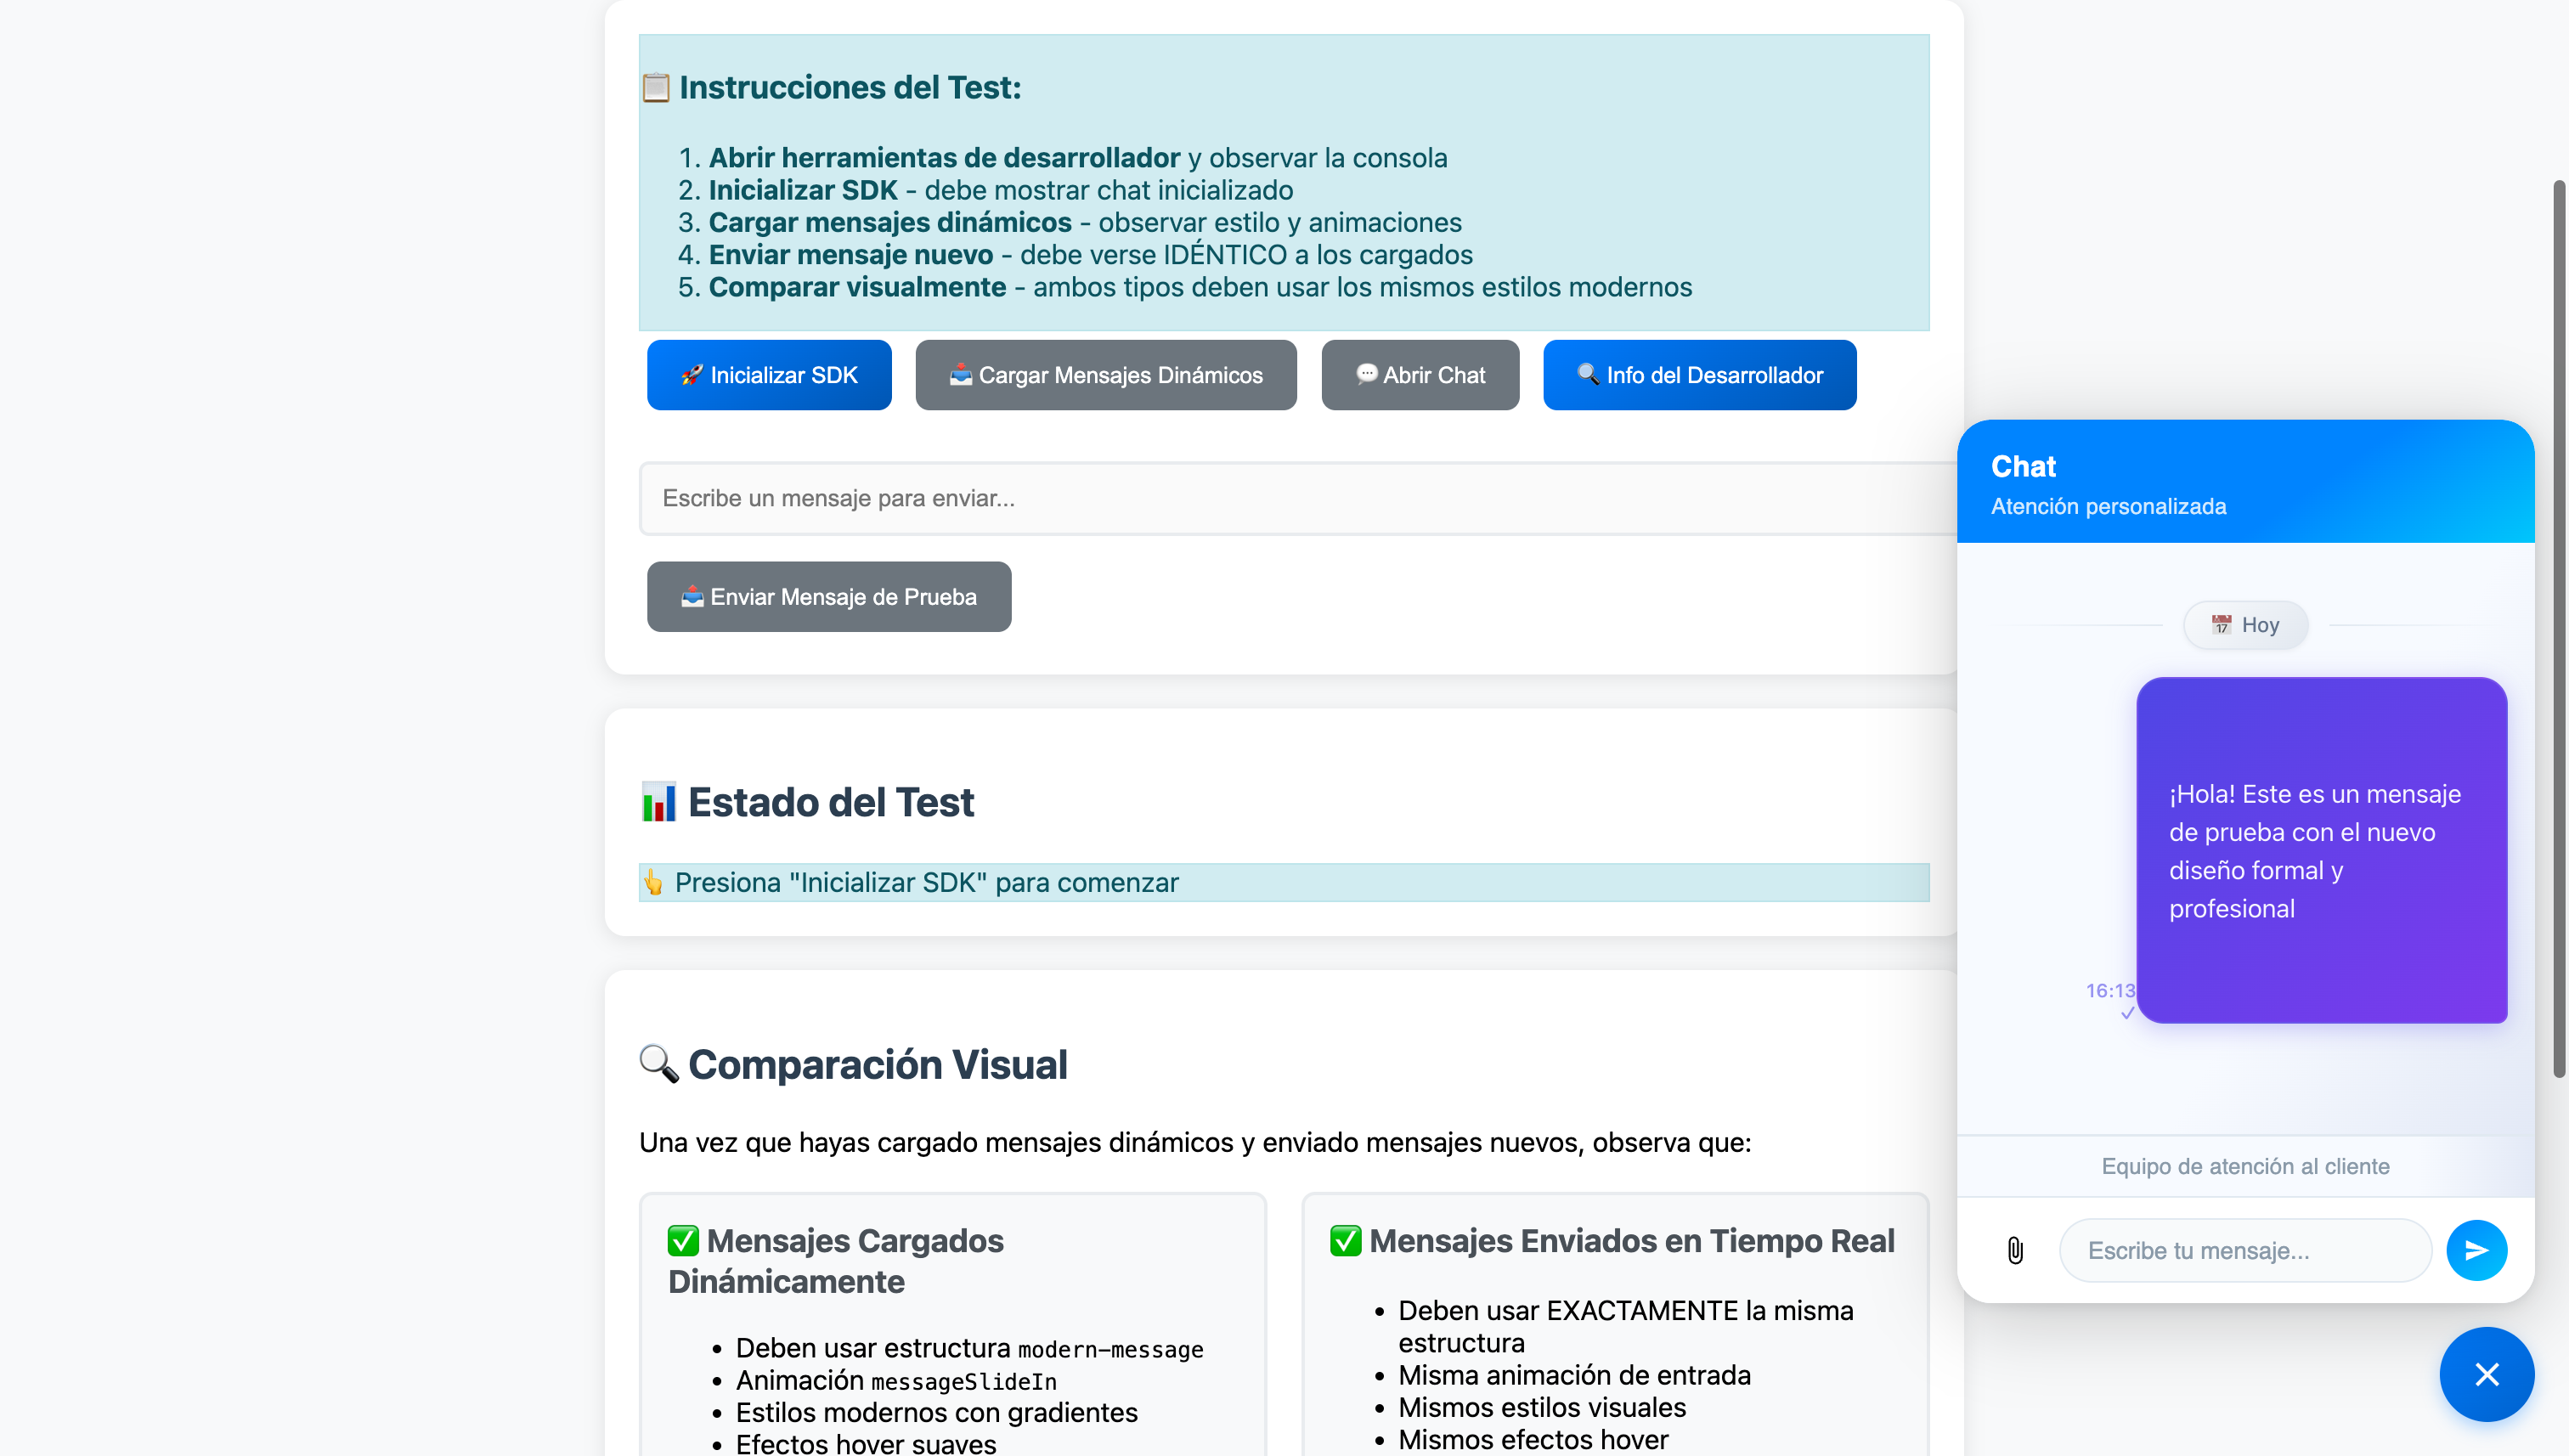 📋 Instrucciones del Test:
1. Abrir herramientas de desarrollador y observar la consola
2. Inicializar SDK - debe mostrar chat inicializado
3. Cargar mensajes dinámicos - observar estilo y animaciones
4. Enviar mensaje nuevo - debe verse IDÉNTICO a los cargados
5. Comparar visualmente - ambos tipos deben usar los mismos estilos modernos
🚀 Inicializar SDK
📥 Cargar Mensajes Dinámicos
💬 Abrir Chat
🔍 Info del Desarrollador
Escribe un mensaje para enviar...
📤 Enviar Mensaje de Prueba
📊 Estado del Test
👆 Presiona "Inicializar SDK" para comenzar
🔍 Comparación Visual
Una vez que hayas cargado mensajes dinámicos y enviado mensajes nuevos, observa que:
✅ Mensajes Cargados
Dinámicamente
• Deben usar estructura modern-message
• Animación messageSlideIn
• Estilos modernos con gradientes
• Efectos hover suaves
✅ Mensajes Enviados en Tiempo Real
• Deben usar EXACTAMENTE la misma
estructura
• Misma animación de entrada
• Mismos estilos visuales
• Mismos efectos hover
Chat
Atención personalizada
📅 Hoy
¡Hola! Este es un mensaje
de prueba con el nuevo
diseño formal y
profesional
16:13
✓
Equipo de atención al cliente
Escribe tu mensaje...